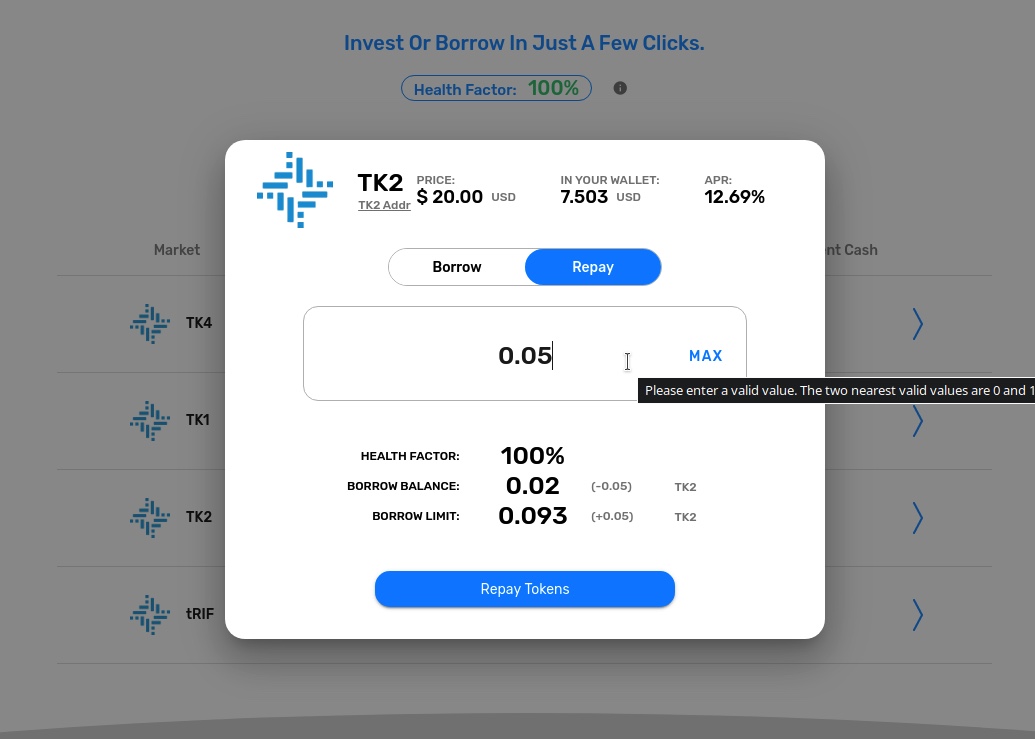 Invest Or Borrow In Just A Few Clicks.
Health Factor: 100%
TK2
TK2 Addr
PRICE:
$ 20.00 USD
IN YOUR WALLET:
7.503 USD
APR:
12.69%
Market
nt Cash
Borrow
Repay
TK4
0.05
MAX
Please enter a valid value. The two nearest valid values are 0 and 1
TK1
HEALTH FACTOR: 100%
BORROW BALANCE: 0.02 (-0.05) TK2
BORROW LIMIT: 0.093 (+0.05) TK2
TK2
Repay Tokens
tRIF